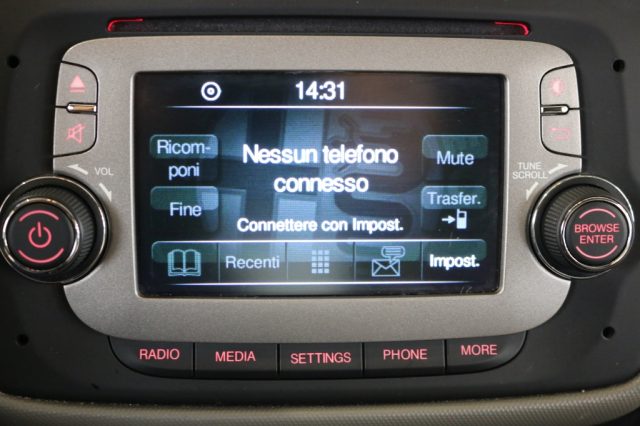 14:31
Ricom-
poni
Nessun telefono
connesso
Mute
Fine
Trasfer.
Connettere con Impost.
Recenti
Impost.
VOL
TUNE
SCROLL
BROWSE
ENTER
RADIO
MEDIA
SETTINGS
PHONE
MORE